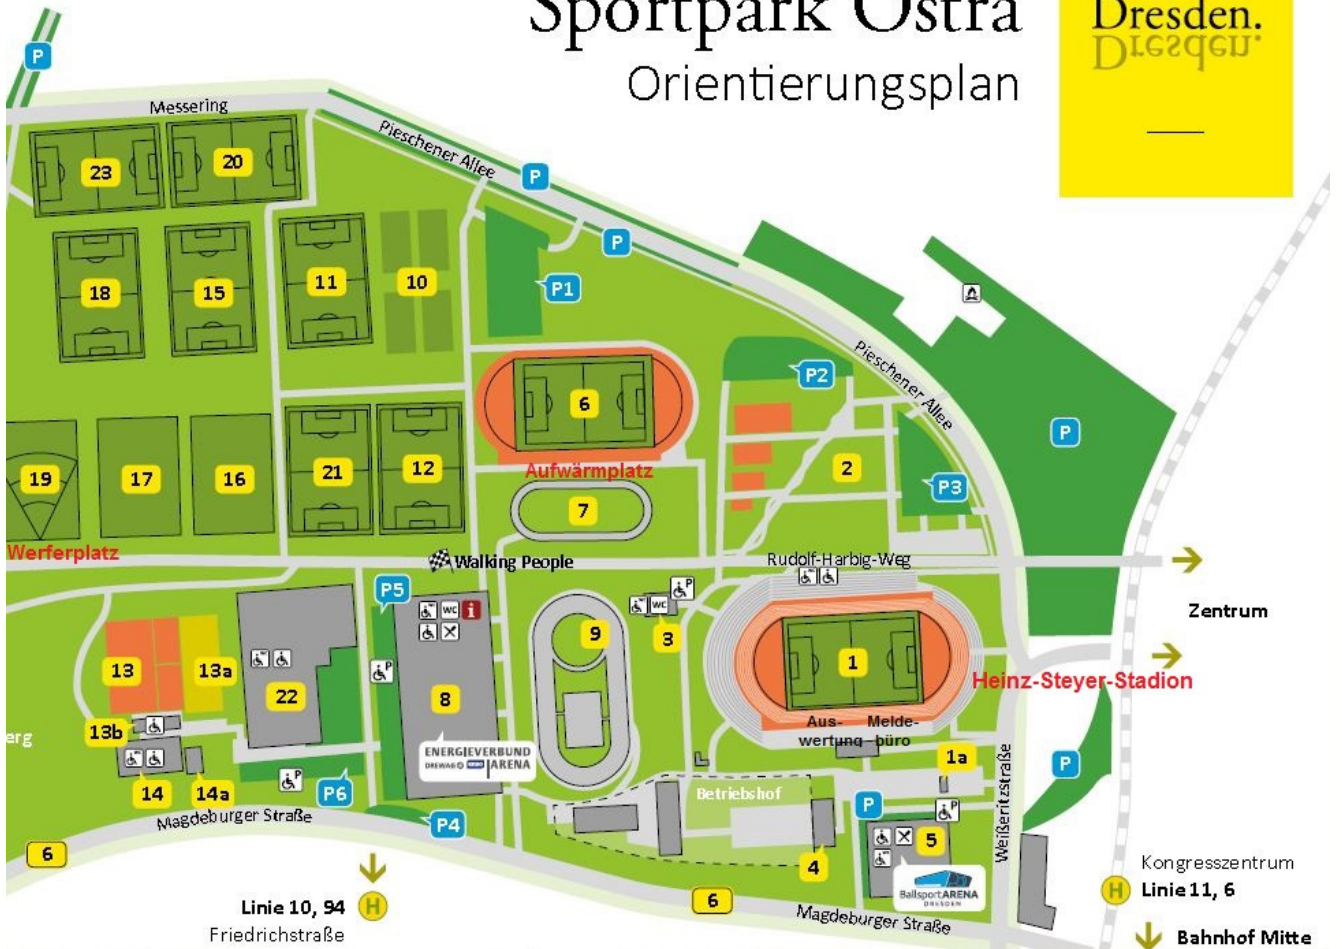 Sportpark Ostra
Orientierungsplan
Dresden.
Dresden.
P
Messering
Pieschener Allee
P
P
23
20
18
15
11
10
P1
P2
Pieschener Allee
P
6
Aufwärmplatz
2
P3
19
17
16
21
12
7
Werferplatz
Walking People
Rudolf-Harbig-Weg
Zentrum
P5
WC
i
WC
P
3
9
13
13a
22
8
P
1
Heinz-Steyer-Stadion
Aus-
wertung
Melde-
büro
13b
erg
14
14a
P
P6
ENERGIEVERBUND
DREWAG
ARENA
1a
P
Betriebshof
P
P
Weißeritzstraße
Magdeburger Straße
P4
4
5
BallsportARENA
DRESDEN
6
6
Magdeburger Straße
Linie 10, 94
H
Friedrichstraße
Kongresszentrum
H
Linie 11, 6
Bahnhof Mitte